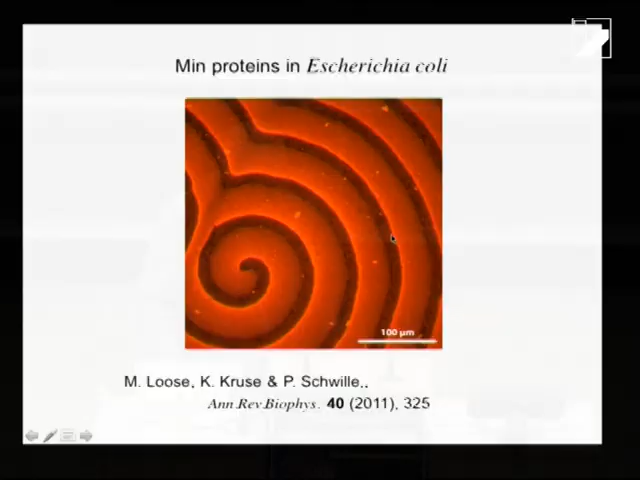 Min proteins in Escherichia coli
100 µm
M. Loose, K. Kruse & P. Schwille,.
Ann.Rev.Biophys. 40 (2011), 325